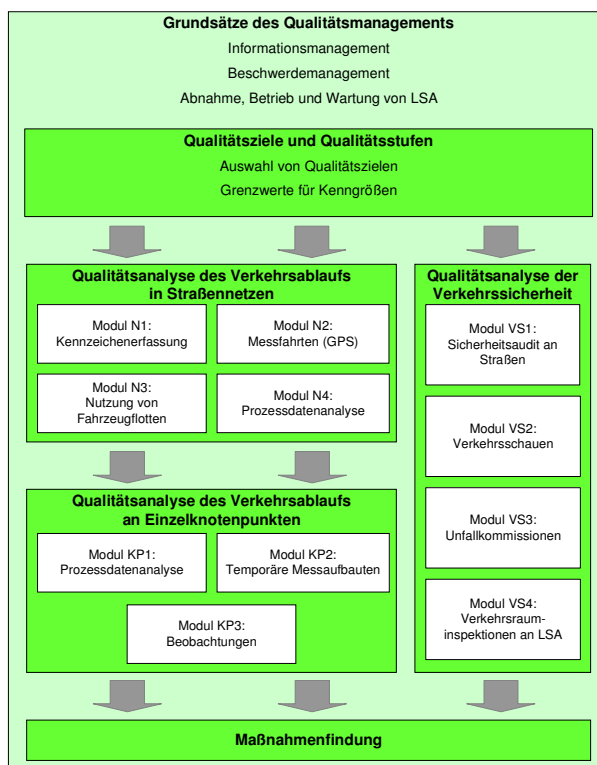 Grundsätze des Qualitätsmanagements
Informationsmanagement
Beschwerdemanagement
Abnahme, Betrieb und Wartung von LSA
Qualitätsziele und Qualitätsstufen
Auswahl von Qualitätszielen
Grenzwerte für Kenngrößen
Qualitätsanalyse des Verkehrsablaufs
in Straßennetzen
Modul N1:
Kennzeichenerfassung
Modul N2:
Messfahrten (GPS)
Modul N3:
Nutzung von
Fahrzeugflotten
Modul N4:
Prozessdatenanalyse
Qualitätsanalyse des Verkehrsablaufs
an Einzelknotenpunkten
Modul KP1:
Prozessdatenanalyse
Modul KP2:
Temporäre Messaufbauten
Modul KP3:
Beobachtungen
Qualitätsanalyse der
Verkehrssicherheit
Modul VS1:
Sicherheitsaudit an
Straßen
Modul VS2:
Verkehrsschauen
Modul VS3:
Unfallkommissionen
Modul VS4:
Verkehrsraum-
inspektionen an LSA
Maßnahmenfindung